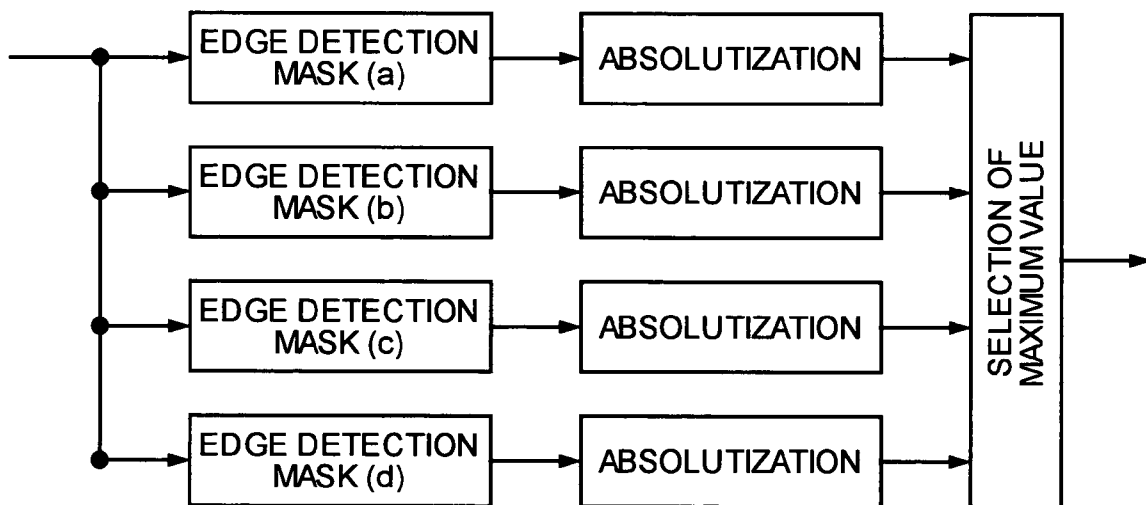 EDGE DETECTION
MASK (a)
ABSOLUTIZATION
EDGE DETECTION
MASK (b)
ABSOLUTIZATION
EDGE DETECTION
MASK (c)
ABSOLUTIZATION
EDGE DETECTION
MASK (d)
ABSOLUTIZATION
SELECTION OF
MAXIMUM VALUE